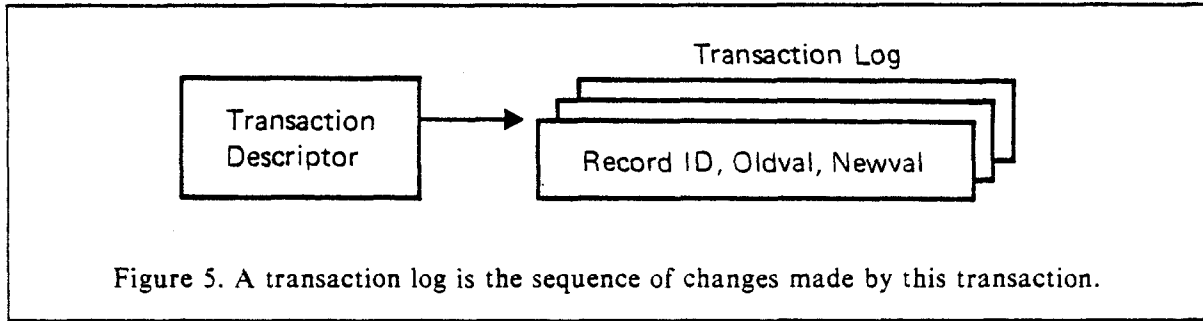 Transaction Log
Transaction
Descriptor
Record ID, Oldval, Newval
Figure 5. A transaction log is the sequence of changes made by this transaction.